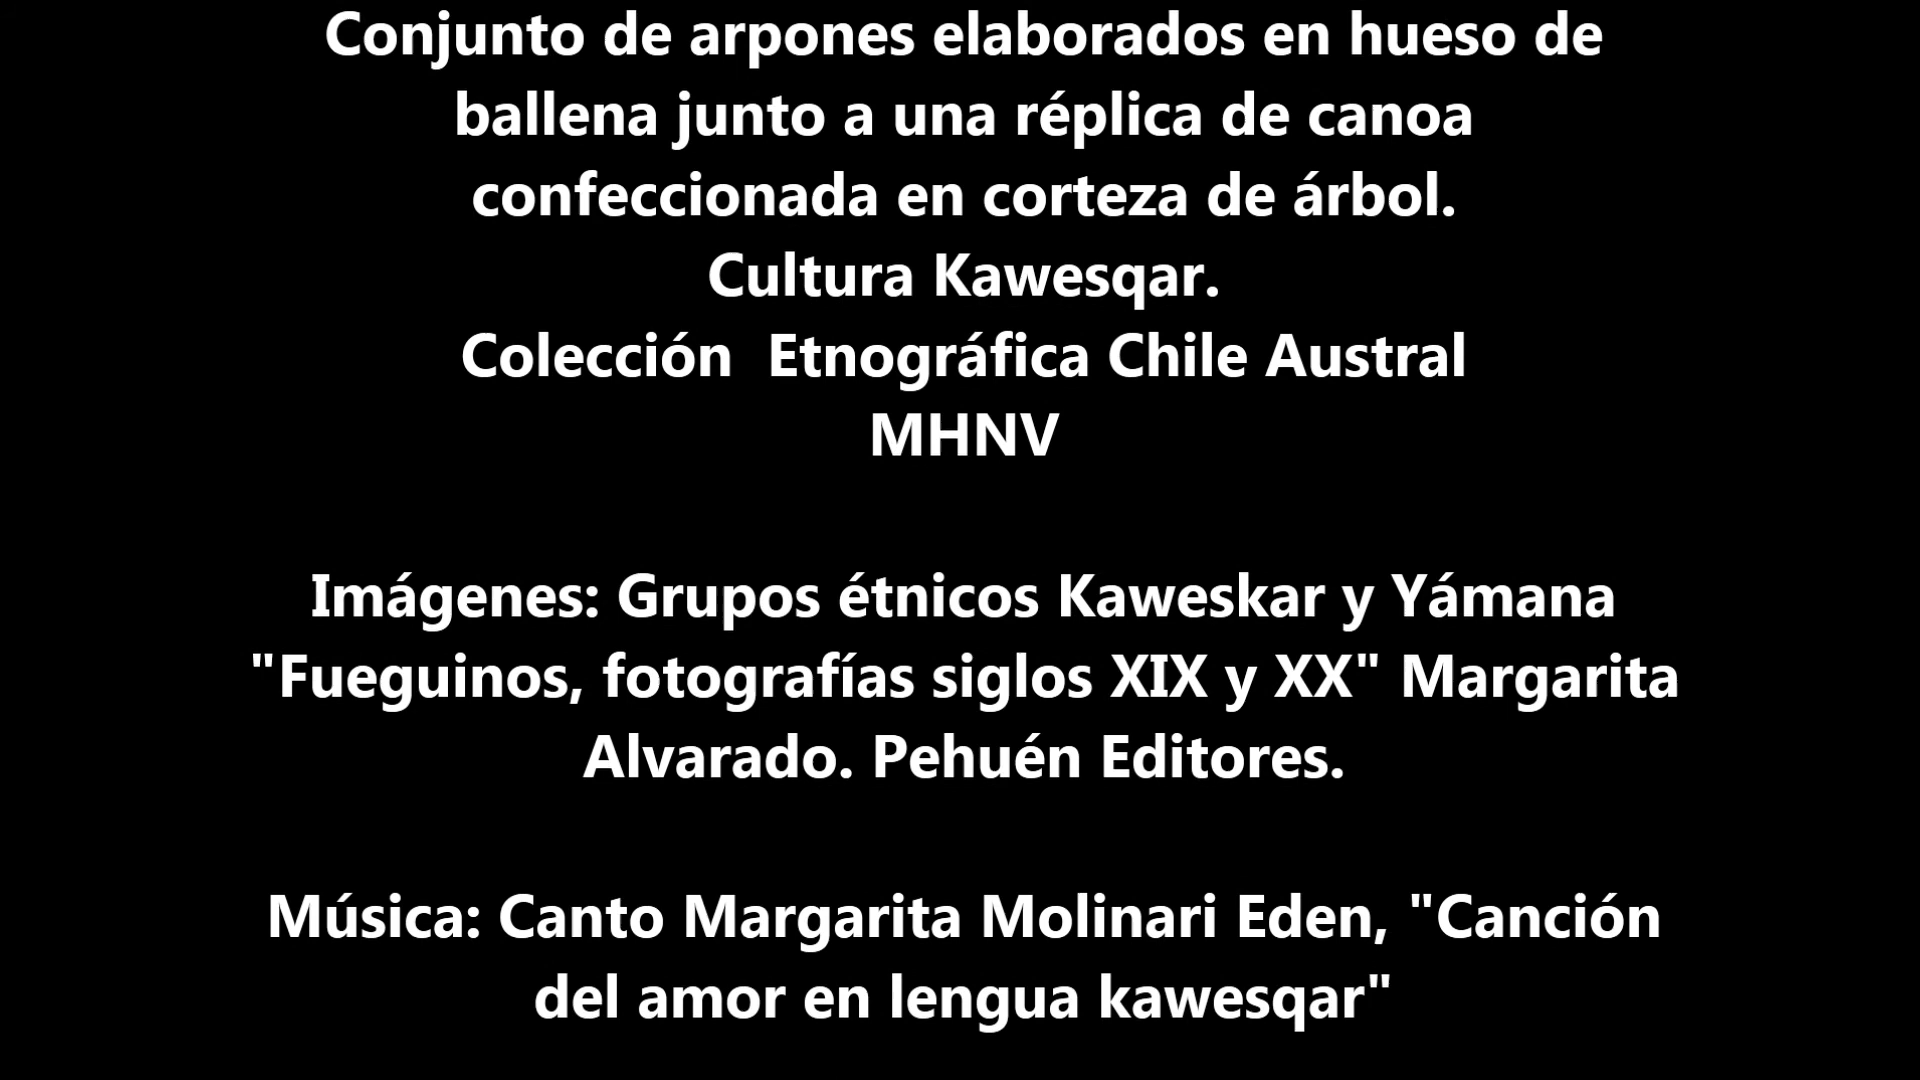 Conjunto de arpones elaborados en hueso de
ballena junto a una réplica de canoa
confeccionada en corteza de árbol.
Cultura Kawesqar.
Colección  Etnográfica Chile Austral
MHNV
Imágenes: Grupos étnicos Kaweskar y Yámana
"Fueguinos, fotografías siglos XIX y XX" Margarita
Alvarado. Pehuén Editores.
Música: Canto Margarita Molinari Eden, "Canción
del amor en lengua kawesqar"